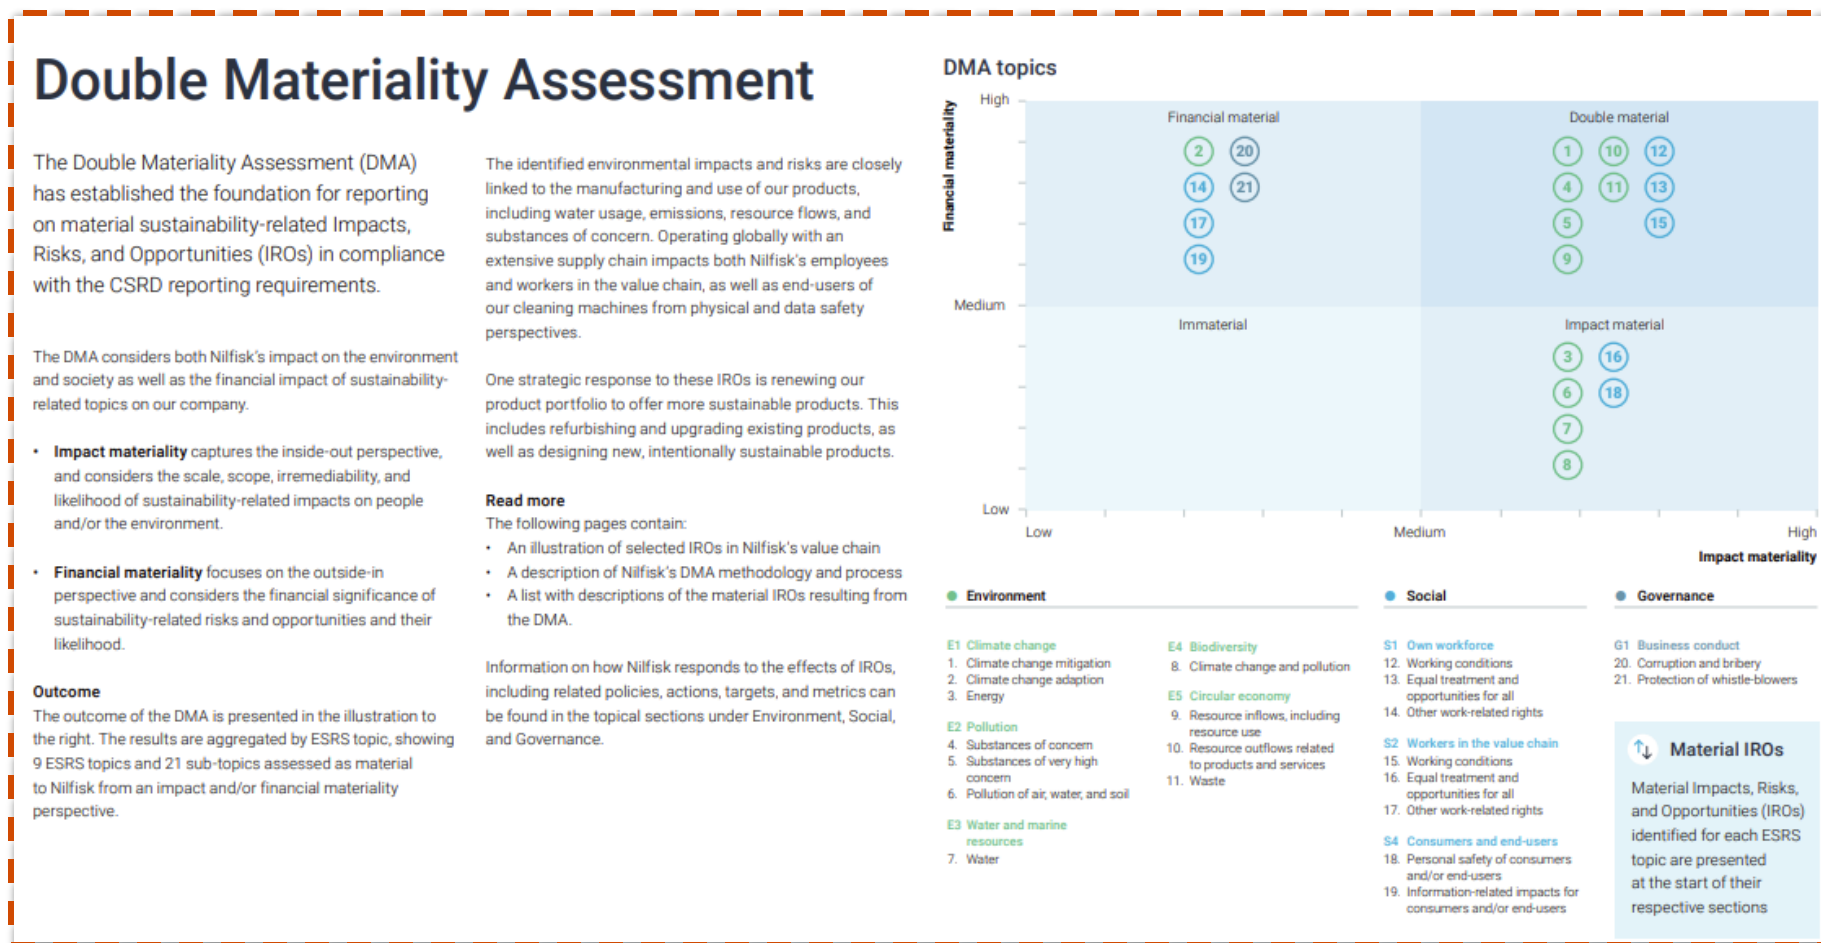 Double Materiality Assessment
The Double Materiality Assessment (DMA)
has established the foundation for reporting
on material sustainability-related Impacts,
Risks, and Opportunities (IROs) in compliance
with the CSRD reporting requirements.
The DMA considers both Nilfisk's impact on the environment
and society as well as the financial impact of sustainability-
related topics on our company.
• Impact materiality captures the inside-out perspective,
and considers the scale, scope, irremediability, and
likelihood of sustainability-related impacts on people
and/or the environment.
• Financial materiality focuses on the outside-in
perspective and considers the financial significance of
sustainability-related risks and opportunities and their
likelihood.
Outcome
The outcome of the DMA is presented in the illustration to
the right. The results are aggregated by ESRS topic, showing
9 ESRS topics and 21 sub-topics assessed as material
to Nilfisk from an impact and/or financial materiality
perspective.
The identified environmental impacts and risks are closely
linked to the manufacturing and use of our products,
including water usage, emissions, resource flows, and
substances of concern. Operating globally with an
extensive supply chain impacts both Nilfisk's employees
and workers in the value chain, as well as end-users of
our cleaning machines from physical and data safety
perspectives.
One strategic response to these IROs is renewing our
product portfolio to offer more sustainable products. This
includes refurbishing and upgrading existing products, as
well as designing new, intentionally sustainable products.
Read more
The following pages contain:
• An illustration of selected IROs in Nilfisk's value chain
• A description of Nilfisk's DMA methodology and process
• A list with descriptions of the material IROs resulting from
the DMA.
Information on how Nilfisk responds to the effects of IROs,
including related policies, actions, targets, and metrics can
be found in the topical sections under Environment, Social,
and Governance.
DMA topics
Financial materiality
High
Medium
Low
Financial material
2 20
14 21
17
19
Double material
1 10 12
4 11 13
5 15
9
Immaterial
Impact material
3 16
6 18
7
8
Low Medium High
Impact materiality
Environment
E1 Climate change
1. Climate change mitigation
2. Climate change adaption
3. Energy
E2 Pollution
4. Substances of concern
5. Substances of very high
concern
6. Pollution of air, water, and soil
E3 Water and marine
resources
7. Water
E4 Biodiversity
8. Climate change and pollution
E5 Circular economy
9. Resource inflows, including
resource use
10. Resource outflows related
to products and services
11. Waste
Social
S1 Own workforce
12. Working conditions
13. Equal treatment and
opportunities for all
14. Other work-related rights
S2 Workers in the value chain
15. Working conditions
16. Equal treatment and
opportunities for all
17. Other work-related rights
S4 Consumers and end-users
18. Personal safety of consumers
and/or end-users
19. Information-related impacts for
consumers and/or end-users
Governance
G1 Business conduct
20. Corruption and bribery
21. Protection of whistle-blowers
Material IROs
Material Impacts, Risks,
and Opportunities (IROs)
identified for each ESRS
topic are presented
at the start of their
respective sections